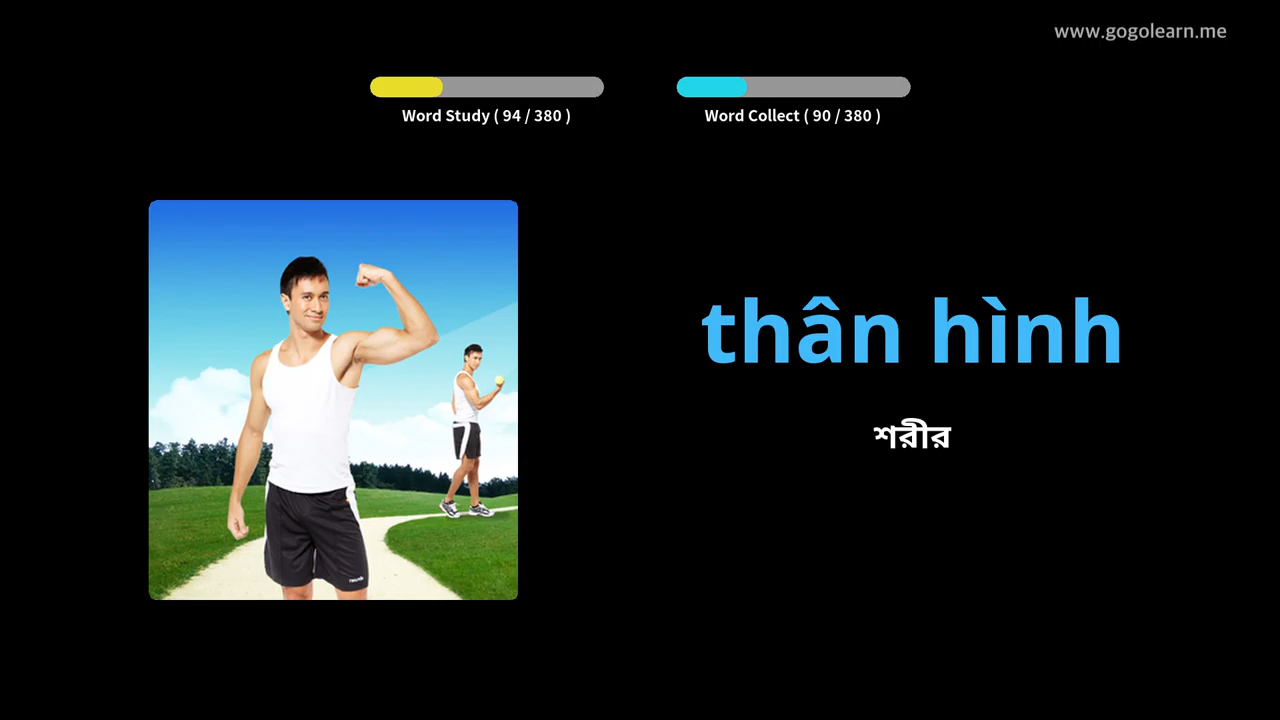 www.gogolearn.me
Word Study ( 94 / 380 )
Word Collect ( 90 / 380 )
thân hình
শরীর